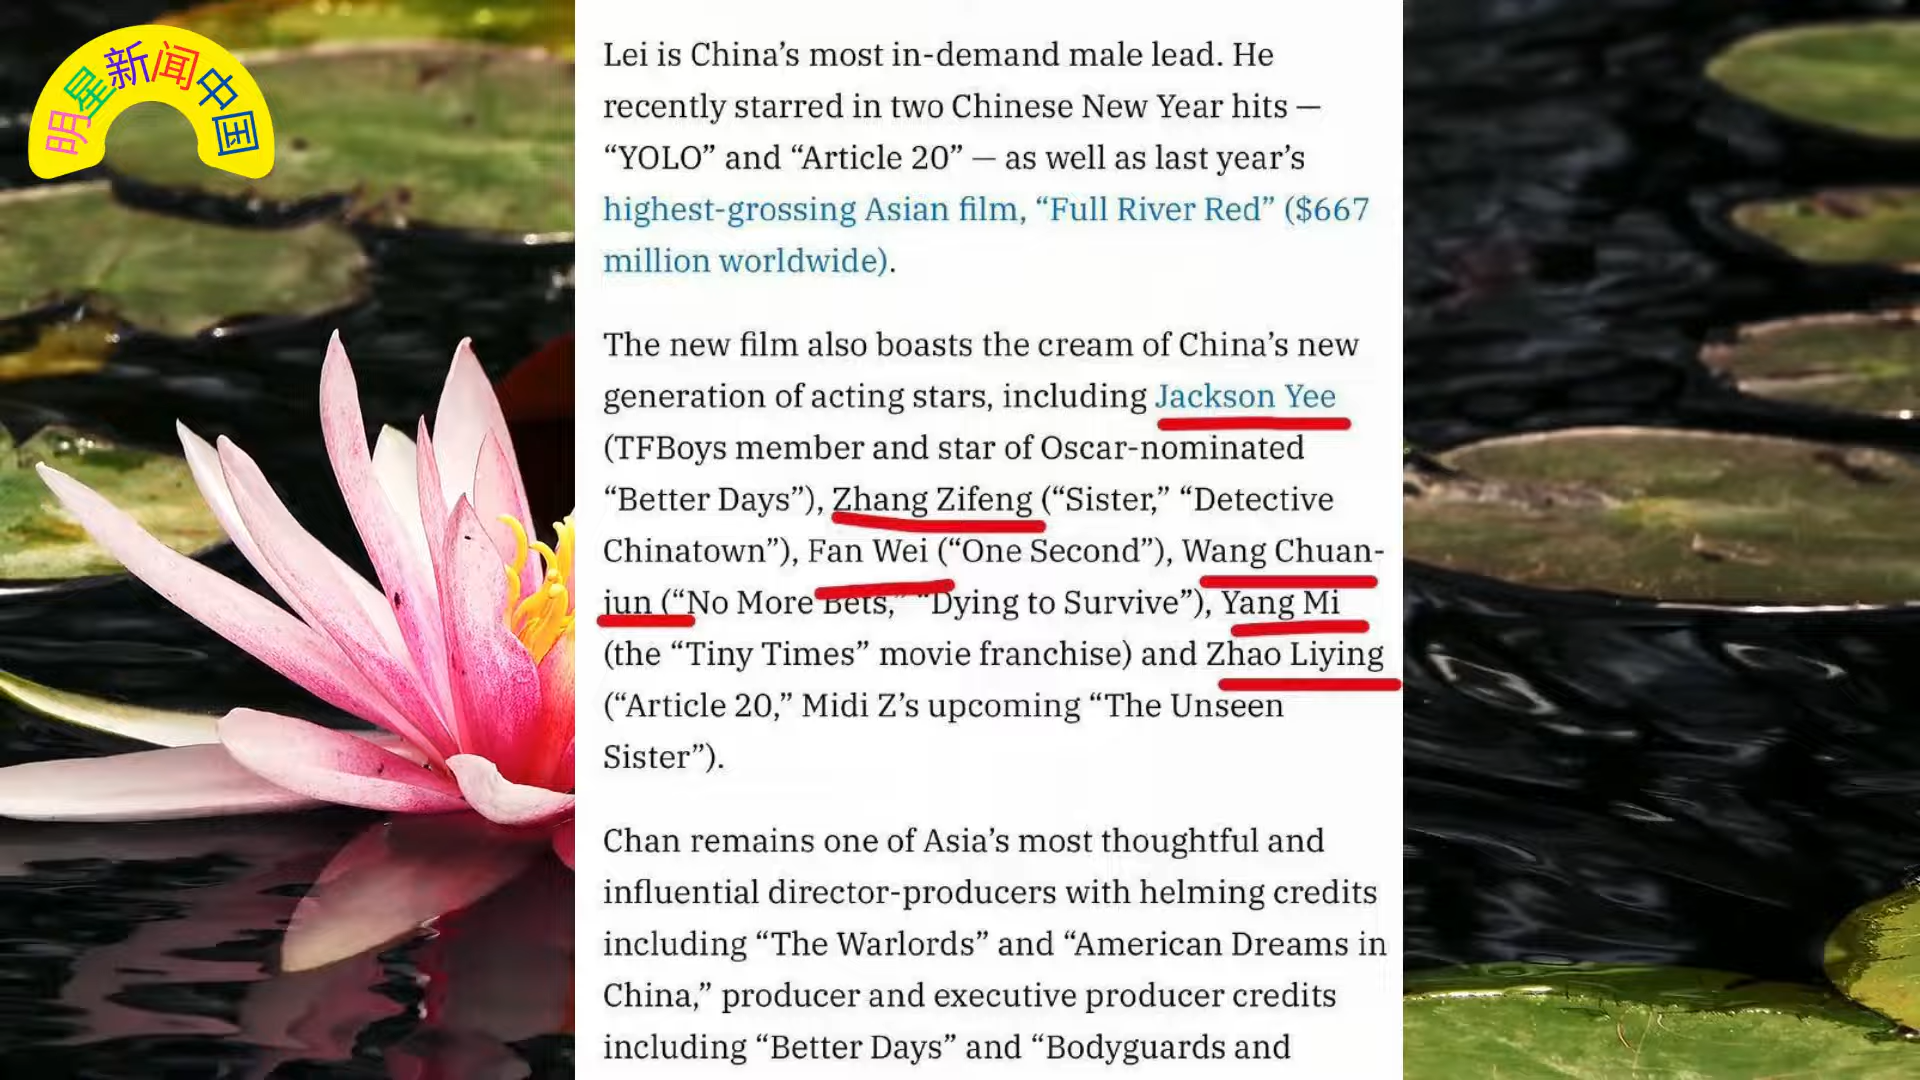 明星新闻中国
Lei is China’s most in-demand male lead. He
recently starred in two Chinese New Year hits —
“YOLO” and “Article 20” — as well as last year’s
highest-grossing Asian film, “Full River Red” ($667
million worldwide).
The new film also boasts the cream of China’s new
generation of acting stars, including Jackson Yee
(TFBoys member and star of Oscar-nominated
“Better Days”), Zhang Zifeng (“Sister,” “Detective
Chinatown”), Fan Wei (“One Second”), Wang Chuan-
jun (“No More Bets,” “Dying to Survive”), Yang Mi
(the “Tiny Times” movie franchise) and Zhao Liying
(“Article 20,” Midi Z’s upcoming “The Unseen
Sister”).
Chan remains one of Asia’s most thoughtful and
influential director-producers with helming credits
including “The Warlords” and “American Dreams in
China,” producer and executive producer credits
including “Better Days” and “Bodyguards and